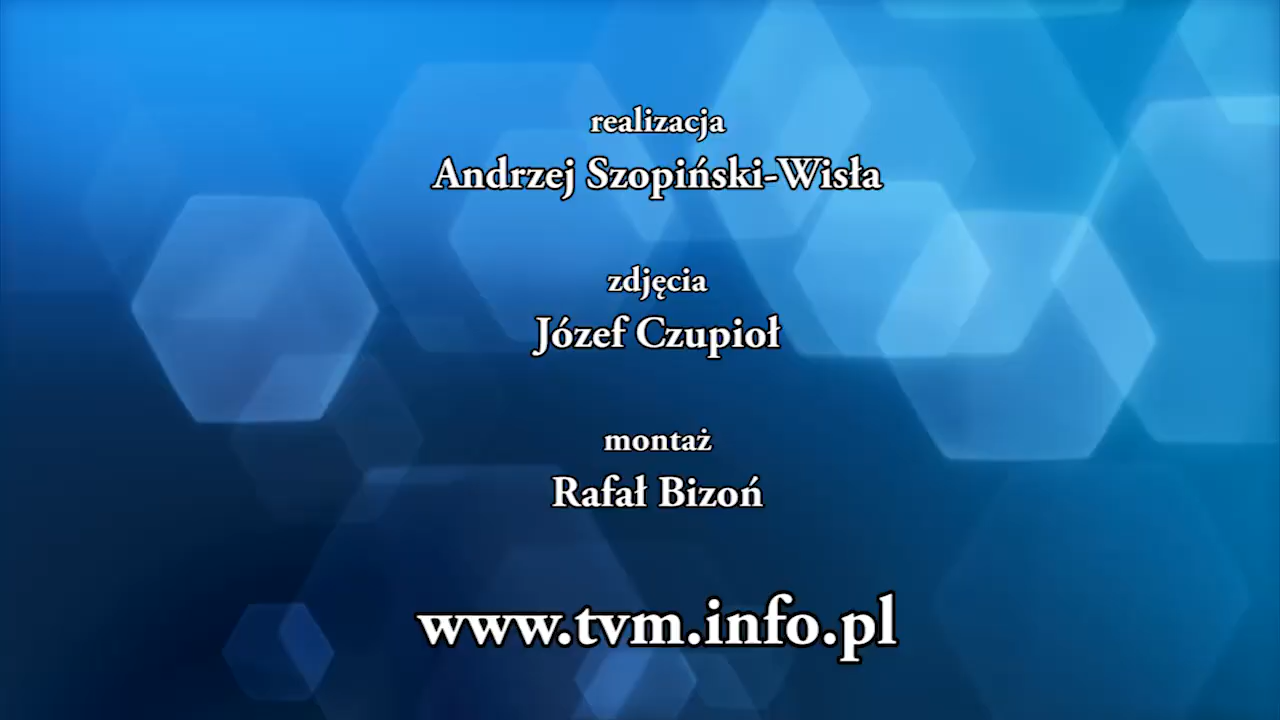 realizacja
Andrzej Szopiński-Wisła
zdjęcia
Józef Czupioł
montaż
Rafał Bizoń
www.tvm.info.pl